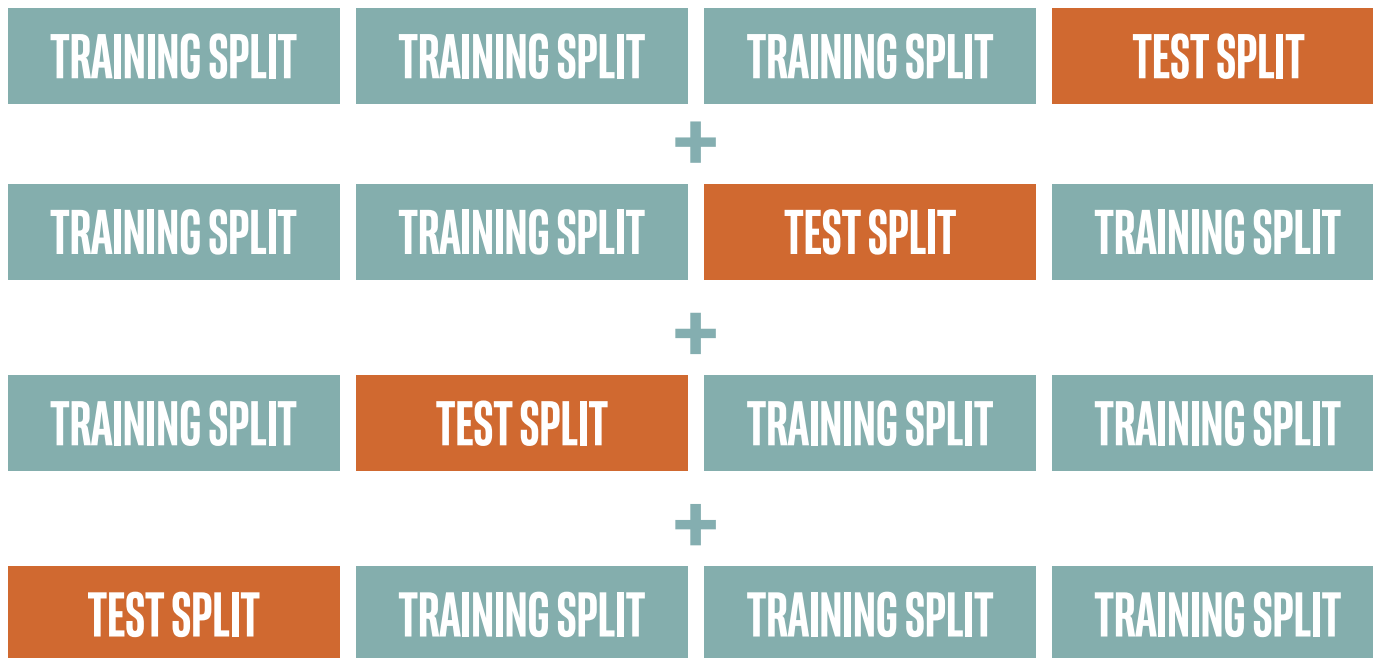 TRAINING SPLIT TRAINING SPLIT TRAINING SPLIT TEST SPLIT
+
TRAINING SPLIT TRAINING SPLIT TEST SPLIT TRAINING SPLIT
+
TRAINING SPLIT TEST SPLIT TRAINING SPLIT TRAINING SPLIT
+
TEST SPLIT TRAINING SPLIT TRAINING SPLIT TRAINING SPLIT